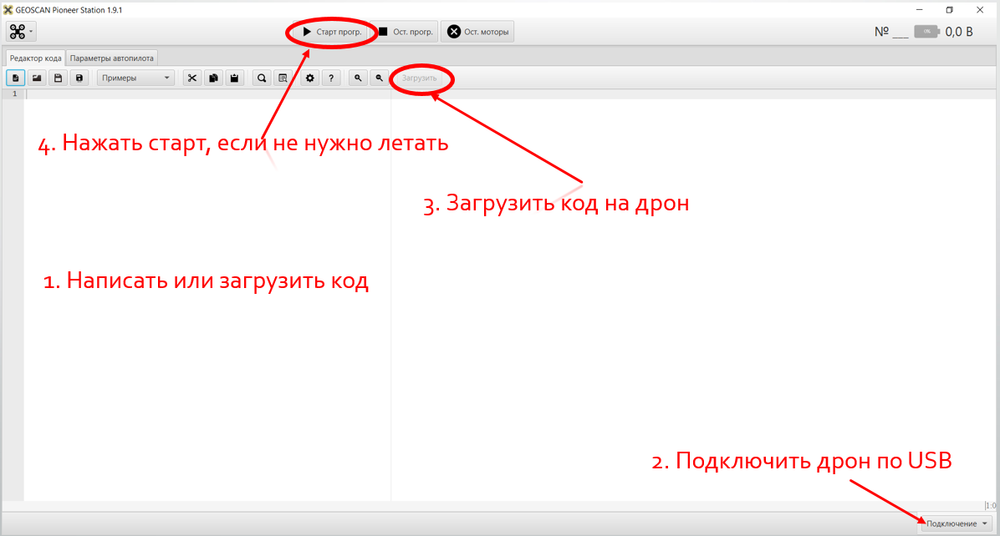 GEOSCAN Pioneer Station 1.9.1
Старт прогр. Ост. прогр. Ост. моторы № ___ 0% 0,0 В
Редактор кода Параметры автопилота
Примеры ? Загрузить
1
4. Нажать старт, если не нужно летать
3. Загрузить код на дрон
1. Написать или загрузить код
2. Подключить дрон по USB
1:0
Подключение